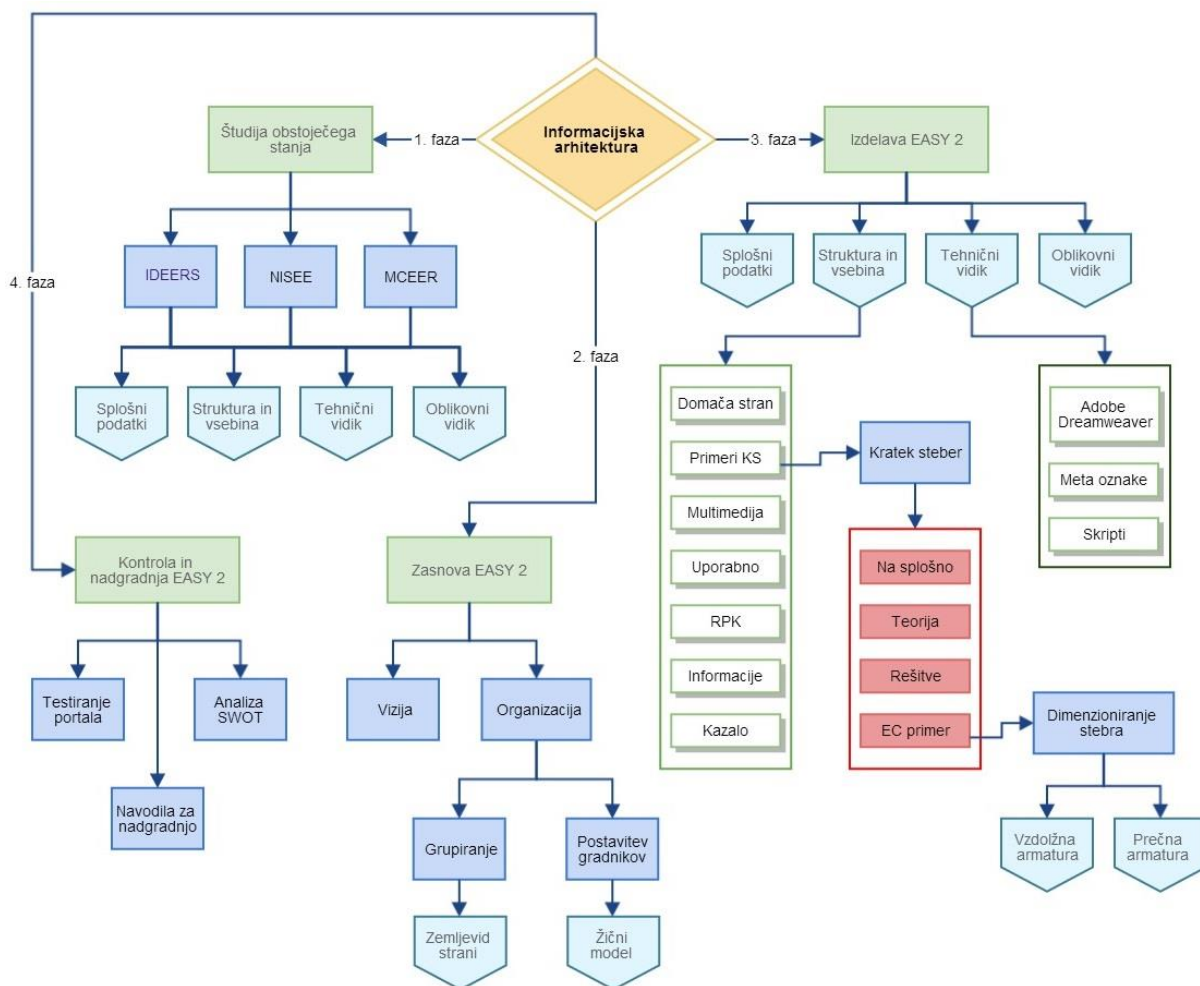 Informacijska
arhitektura
1. faza
Študija obstoječega
stanja
IDEERS
NISEE
MCEER
Splošni
podatki
Struktura in
vsebina
Tehnični
vidik
Oblikovni
vidik
2. faza
Zasnova EASY 2
Vizija
Organizacija
Grupiranje
Postavitev
gradnikov
Zemljevid
strani
Žični
model
3. faza
Izdelava EASY 2
Splošni
podatki
Struktura in
vsebina
Tehnični
vidik
Oblikovni
vidik
Domača stran
Primeri KS
Multimedija
Uporabno
RPK
Informacije
Kazalo
Kratek steber
Na splošno
Teorija
Rešitve
EC primer
Dimenzioniranje
stebra
Vzdolžna
armatura
Prečna
armatura
Adobe
Dreamweaver
Meta oznake
Skripti
4. faza
Kontrola in
nadgradnja EASY 2
Testiranje
portala
Navodila za
nadgradnjo
Analiza
SWOT